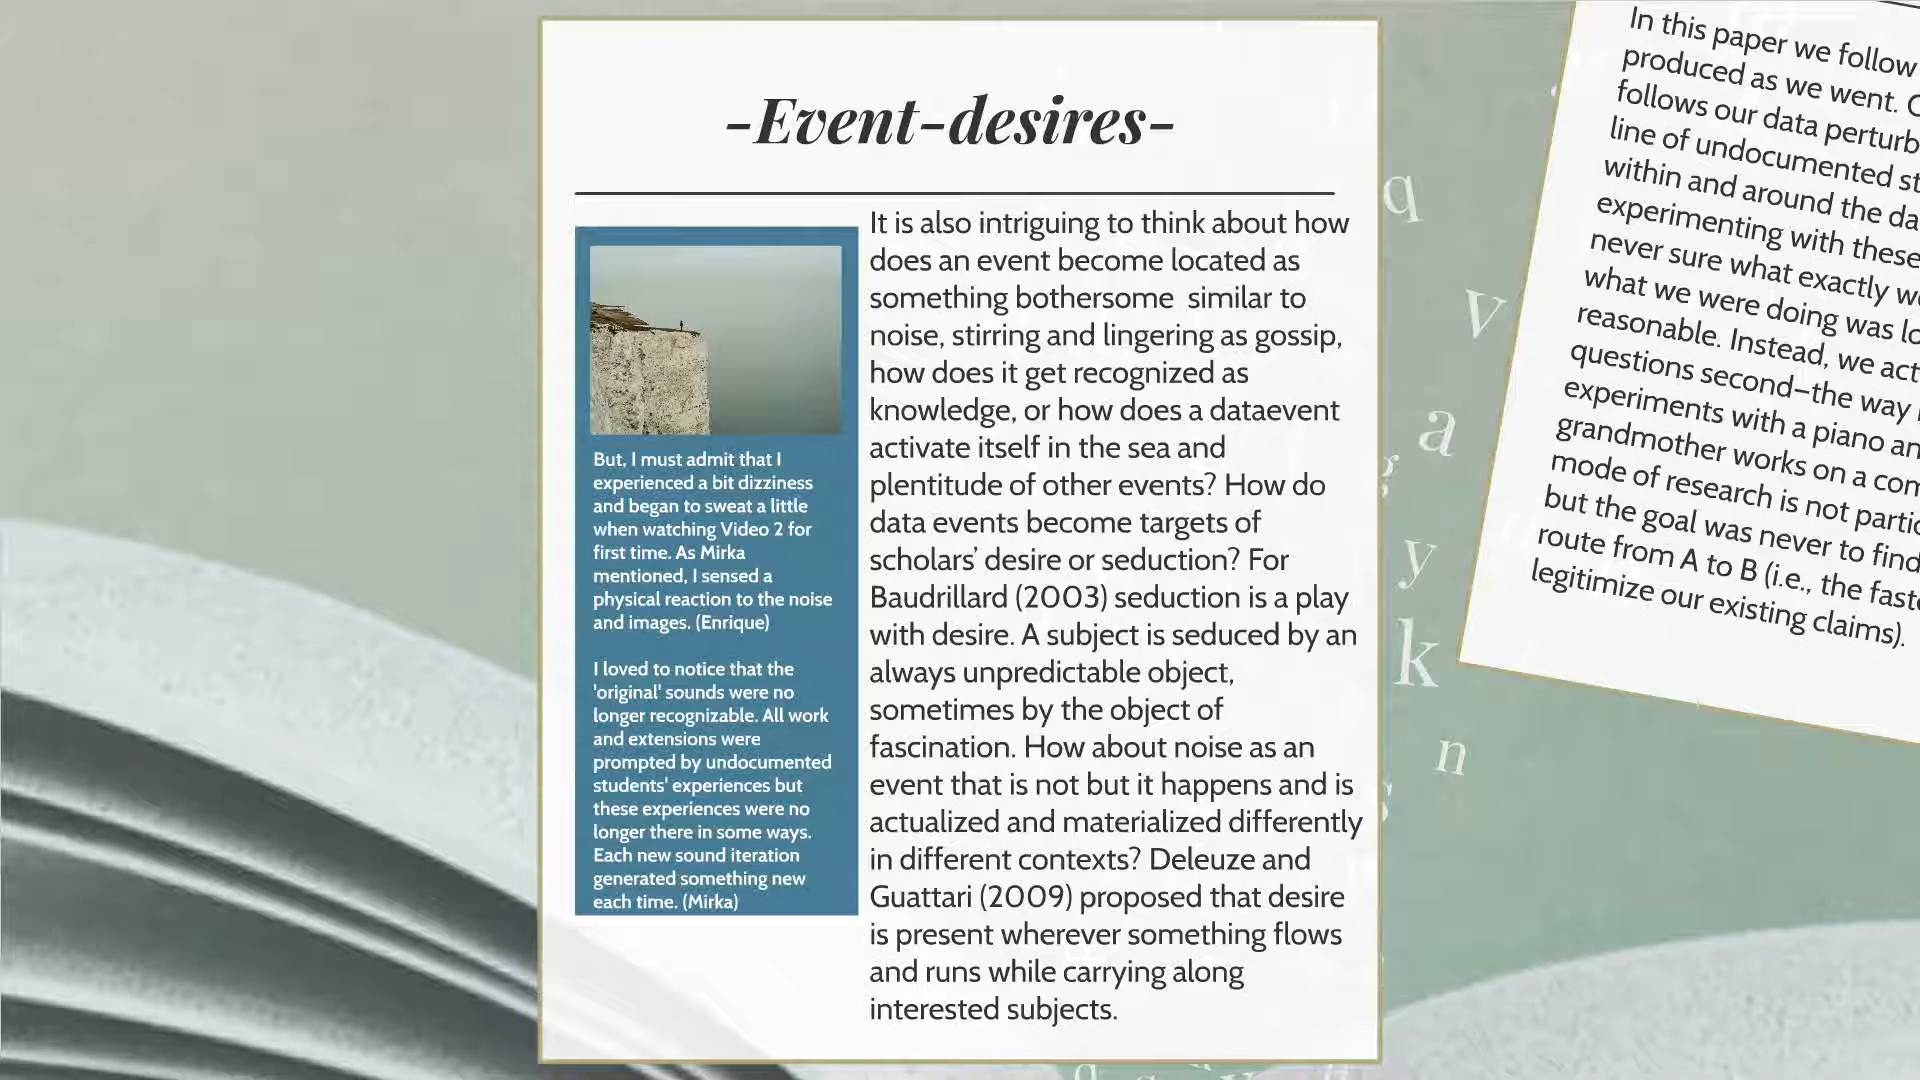 -Event-desires-
But, I must admit that I
experienced a bit dizziness
and began to sweat a little
when watching Video 2 for
first time. As Mirka
mentioned, I sensed a
physical reaction to the noise
and images. (Enrique)
I loved to notice that the
'original' sounds were no
longer recognizable. All work
and extensions were
prompted by undocumented
students' experiences but
these experiences were no
longer there in some ways.
Each new sound iteration
generated something new
each time. (Mirka)
It is also intriguing to think about how
does an event become located as
something bothersome  similar to
noise, stirring and lingering as gossip,
how does it get recognized as
knowledge, or how does a dataevent
activate itself in the sea and
plentitude of other events? How do
data events become targets of
scholars’ desire or seduction? For
Baudrillard (2003) seduction is a play
with desire. A subject is seduced by an
always unpredictable object,
sometimes by the object of
fascination. How about noise as an
event that is not but it happens and is
actualized and materialized differently
in different contexts? Deleuze and
Guattari (2009) proposed that desire
is present wherever something flows
and runs while carrying along
interested subjects.
q
v
a
g
y
k
n
s
In this paper we follow
produced as we went.
follows our data
line of undocumented
within and around the
experimenting with these
never sure what exactly
what we were doing was
reasonable. Instead, we
questions second–the way
experiments with a piano
grandmother works on a
mode of research is not
but the goal was never to find
route from A to B (i.e., the
legitimize our existing claims).